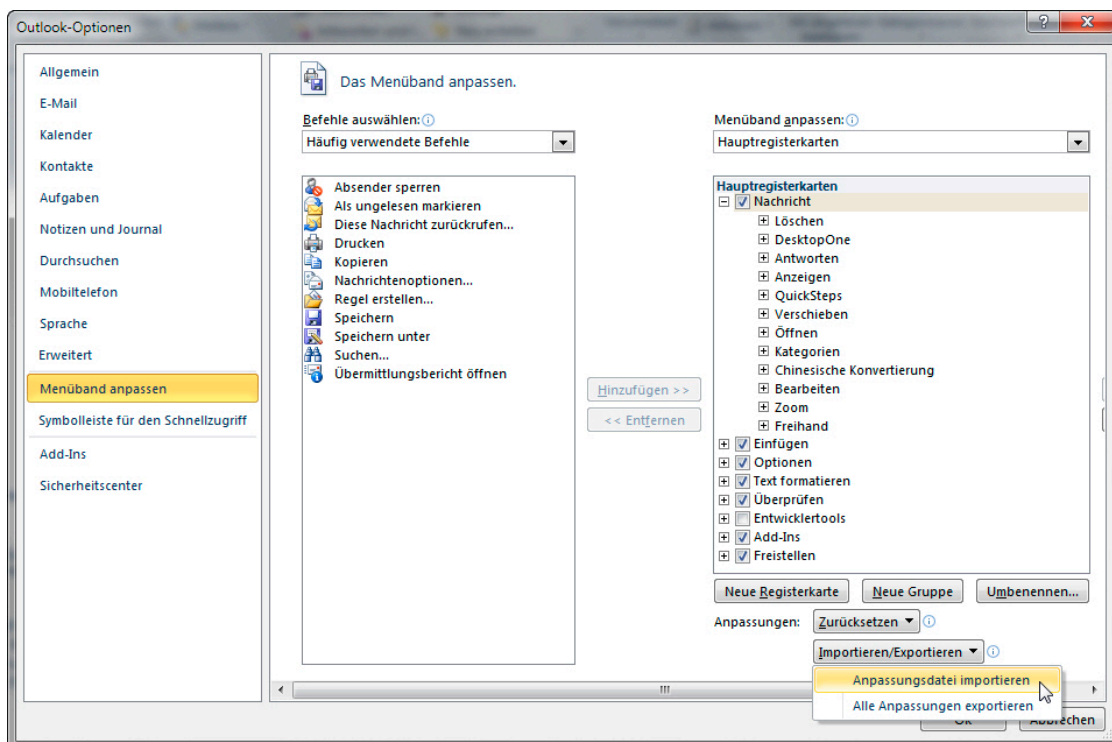 Outlook-Optionen
Allgemein
E-Mail
Kalender
Kontakte
Aufgaben
Notizen und Journal
Durchsuchen
Mobiltelefon
Sprache
Erweitert
Menüband anpassen
Symbolleiste für den Schnellzugriff
Add-Ins
Sicherheitscenter
Das Menüband anpassen.
Befehle auswählen:
Häufig verwendete Befehle
Absender sperren
Als ungelesen markieren
Diese Nachricht zurückrufen...
Drucken
Kopieren
Nachrichtenoptionen...
Regel erstellen...
Speichern
Speichern unter
Suchen...
Übermittlungsbericht öffnen
Hinzufügen >>
<< Entfernen
Menüband anpassen:
Hauptregisterkarten
Hauptregisterkarten
Nachricht
Löschen
DesktopOne
Antworten
Anzeigen
QuickSteps
Verschieben
Öffnen
Kategorien
Chinesische Konvertierung
Bearbeiten
Zoom
Freihand
Einfügen
Optionen
Text formatieren
Überprüfen
Entwicklertools
Add-Ins
Freistellen
Neue Registerkarte Neue Gruppe Umbenennen...
Anpassungen: Zurücksetzen
Importieren/Exportieren
Anpassungsdatei importieren
Alle Anpassungen exportieren
OK Abbrechen